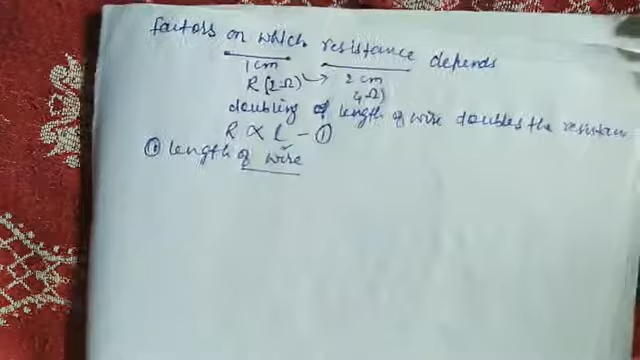 factors on which resistance depends
1 cm
R (2Ω) → 2 cm
4Ω)
doubling of length of wire doubles the resistan
R ∝ L - ①
① length of wire